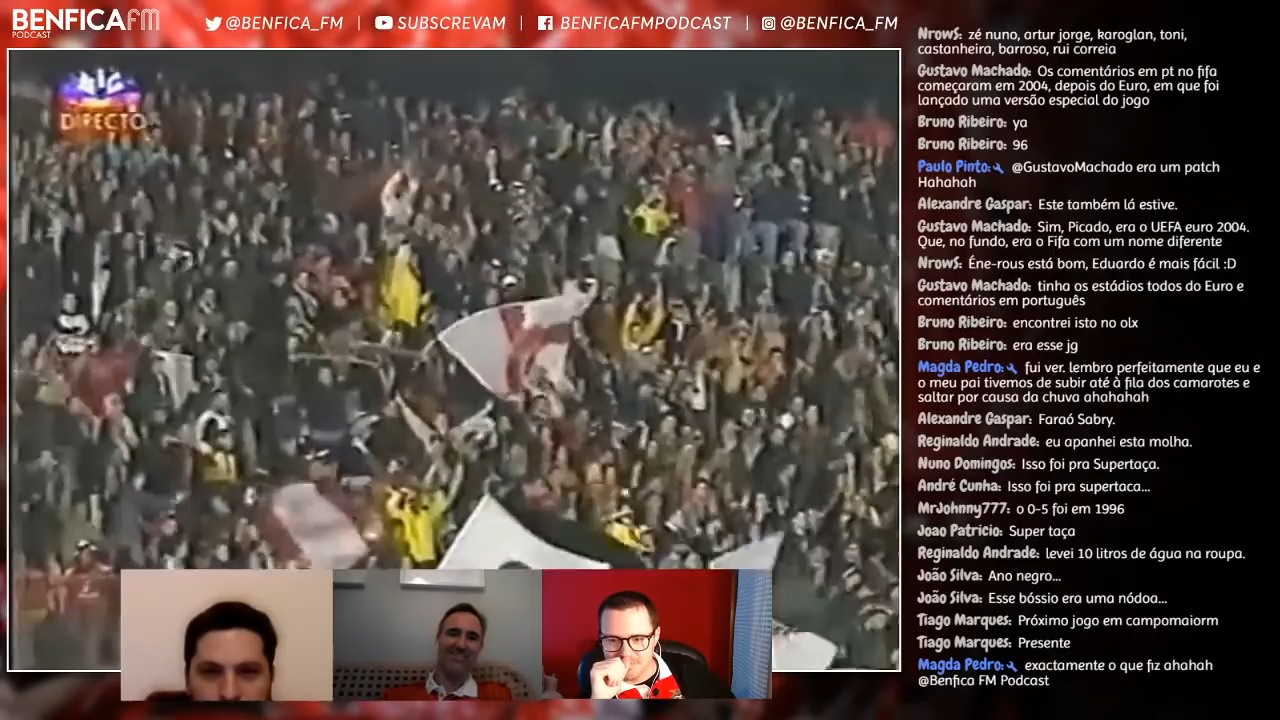 BENFICAFM
PODCAST
@BENFICA_FM | SUBSCREVAM | BENFICAFMPODCAST | @BENFICA_FM
SIC
DIRECTO
NrowS: zé nuno, artur jorge, karoglan, toni,
castanheira, barroso, rui correia
Gustavo Machado: Os comentários em pt no fifa
começaram em 2004, depois do Euro, em que foi
lançado uma versão especial do jogo
Bruno Ribeiro: ya
Bruno Ribeiro: 96
Paulo Pinto: @GustavoMachado era um patch
Hahahah
Alexandre Gaspar: Este também lá estive.
Gustavo Machado: Sim, Picado, era o UEFA euro 2004.
Que, no fundo, era o Fifa com um nome diferente
NrowS: Éne-rous está bom, Eduardo é mais fácil :D
Gustavo Machado: tinha os estádios todos do Euro e
comentários em português
Bruno Ribeiro: encontrei isto no olx
Bruno Ribeiro: era esse jg
Magda Pedro: fui ver. lembro perfeitamente que eu e
o meu pai tivemos de subir até à fila dos camarotes e
saltar por causa da chuva ahahahah
Alexandre Gaspar: Faraó Sabry.
Reginaldo Andrade: eu apanhei esta molha.
Nuno Domingos: Isso foi pra Supertaça.
André Cunha: Isso foi pra supertaca...
MrJohnny777: o 0-5 foi em 1996
Joao Patricio: Super taça
Reginaldo Andrade: levei 10 litros de água na roupa.
João Silva: Ano negro...
João Silva: Esse bóssio era uma nódoa...
Tiago Marques: Próximo jogo em campomaiorm
Tiago Marques: Presente
Magda Pedro: exactamente o que fiz ahahah
@Benfica FM Podcast